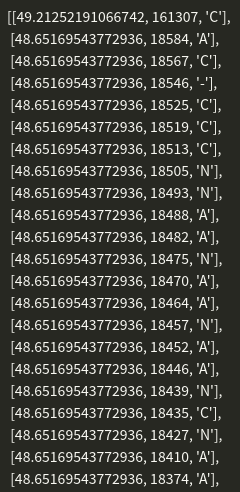 [[49.21252191066742, 161307, 'C'],
[48.65169543772936, 18584, 'A'],
[48.65169543772936, 18567, 'C'],
[48.65169543772936, 18546, '-'],
[48.65169543772936, 18525, 'C'],
[48.65169543772936, 18519, 'C'],
[48.65169543772936, 18513, 'C'],
[48.65169543772936, 18505, 'N'],
[48.65169543772936, 18493, 'N'],
[48.65169543772936, 18488, 'A'],
[48.65169543772936, 18482, 'A'],
[48.65169543772936, 18475, 'N'],
[48.65169543772936, 18470, 'A'],
[48.65169543772936, 18464, 'A'],
[48.65169543772936, 18457, 'N'],
[48.65169543772936, 18452, 'A'],
[48.65169543772936, 18446, 'A'],
[48.65169543772936, 18439, 'N'],
[48.65169543772936, 18435, 'C'],
[48.65169543772936, 18427, 'N'],
[48.65169543772936, 18410, 'A'],
[48.65169543772936, 18374, 'A'],